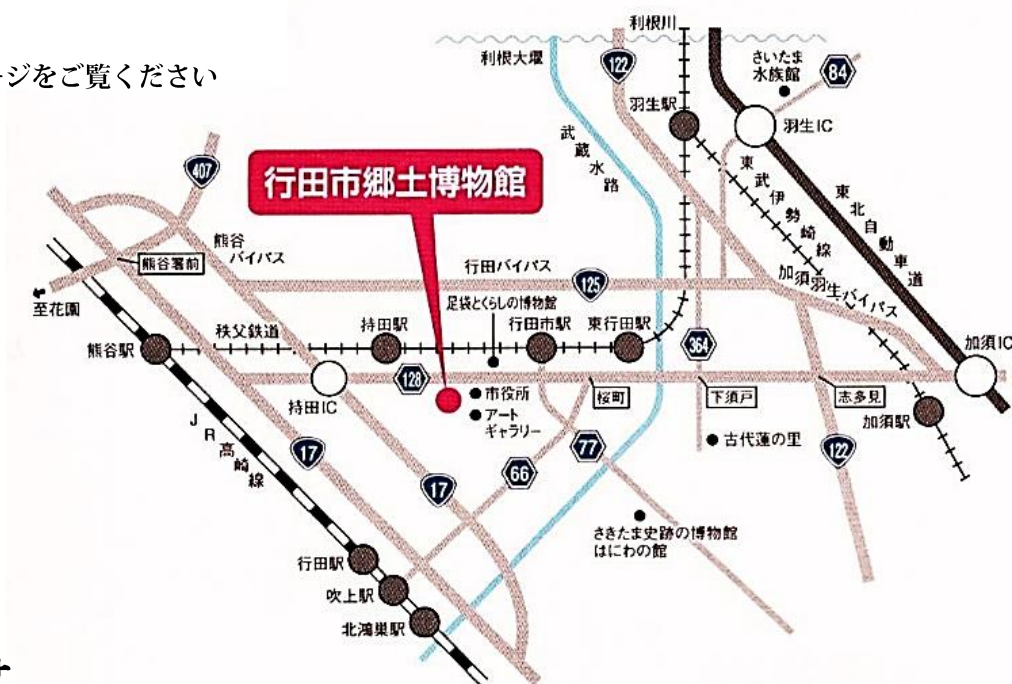 ージをご覧ください
利根川
利根大堰
122
さいたま
水族館
84
羽生駅
羽生IC
武蔵水路
東武伊勢崎線
東北自動車道
407
行田市郷土博物館
熊谷
バイパス
熊谷署前
行田バイパス
125
加須羽生バイパス
至花園
足袋とくらしの博物館
秩父鉄道
持田駅
行田市駅
東行田駅
364
熊谷駅
加須IC
128
市役所
桜町
下須戸
志多見
持田IC
アート
ギャラリー
加須駅
JR高崎線
17
77
古代蓮の里
122
66
17
さきたま史跡の博物館
はにわの館
行田駅
吹上駅
北鴻巣駅